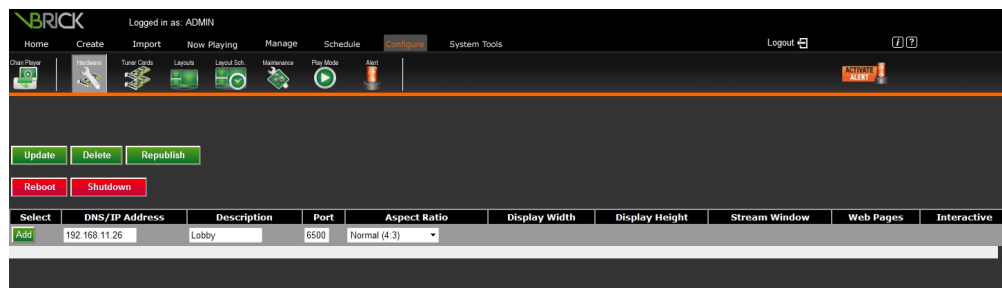 VBRICK
Logged in as: ADMIN
Home Create Import Now Playing Manage Schedule Configure System Tools Logout i ?
Chan Player Hardware Tuner Cards Layouts Layout Sch. Maintenance Play Mode Alert
ACTIVATE
ALERT
Update Delete Republish
Reboot Shutdown
Select DNS/IP Address Description Port Aspect Ratio Display Width Display Height Stream Window Web Pages Interactive
Add 192.168.11.26 Lobby 6500 Normal (4:3)